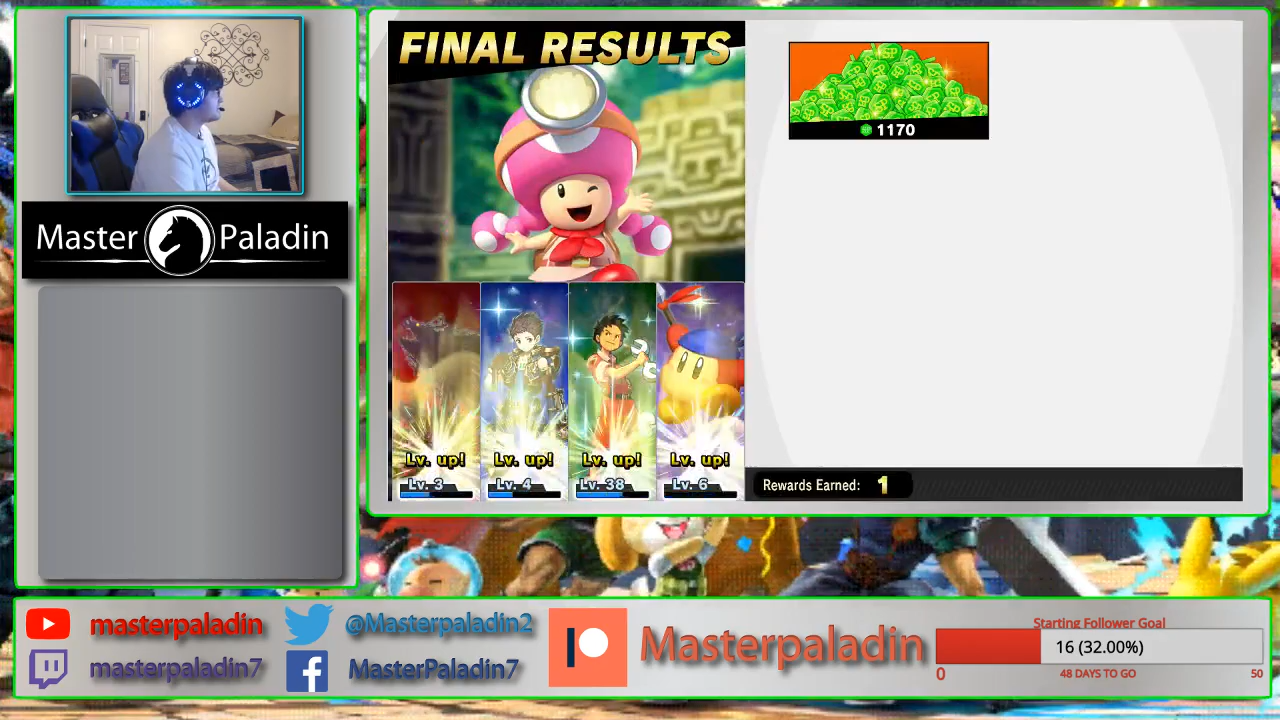 FINAL RESULTS
SP 1170
Master Paladin
Lv. up! Lv. up! Lv. up! Lv. up!
Lv. 3 Lv. 4 Lv. 38 Lv. 6
Rewards Earned: 1
masterpaladin
@Masterpaladin2
masterpaladin7
MasterPaladin7
Masterpaladin
Starting Follower Goal
16 (32.00%)
0 48 DAYS TO GO 50